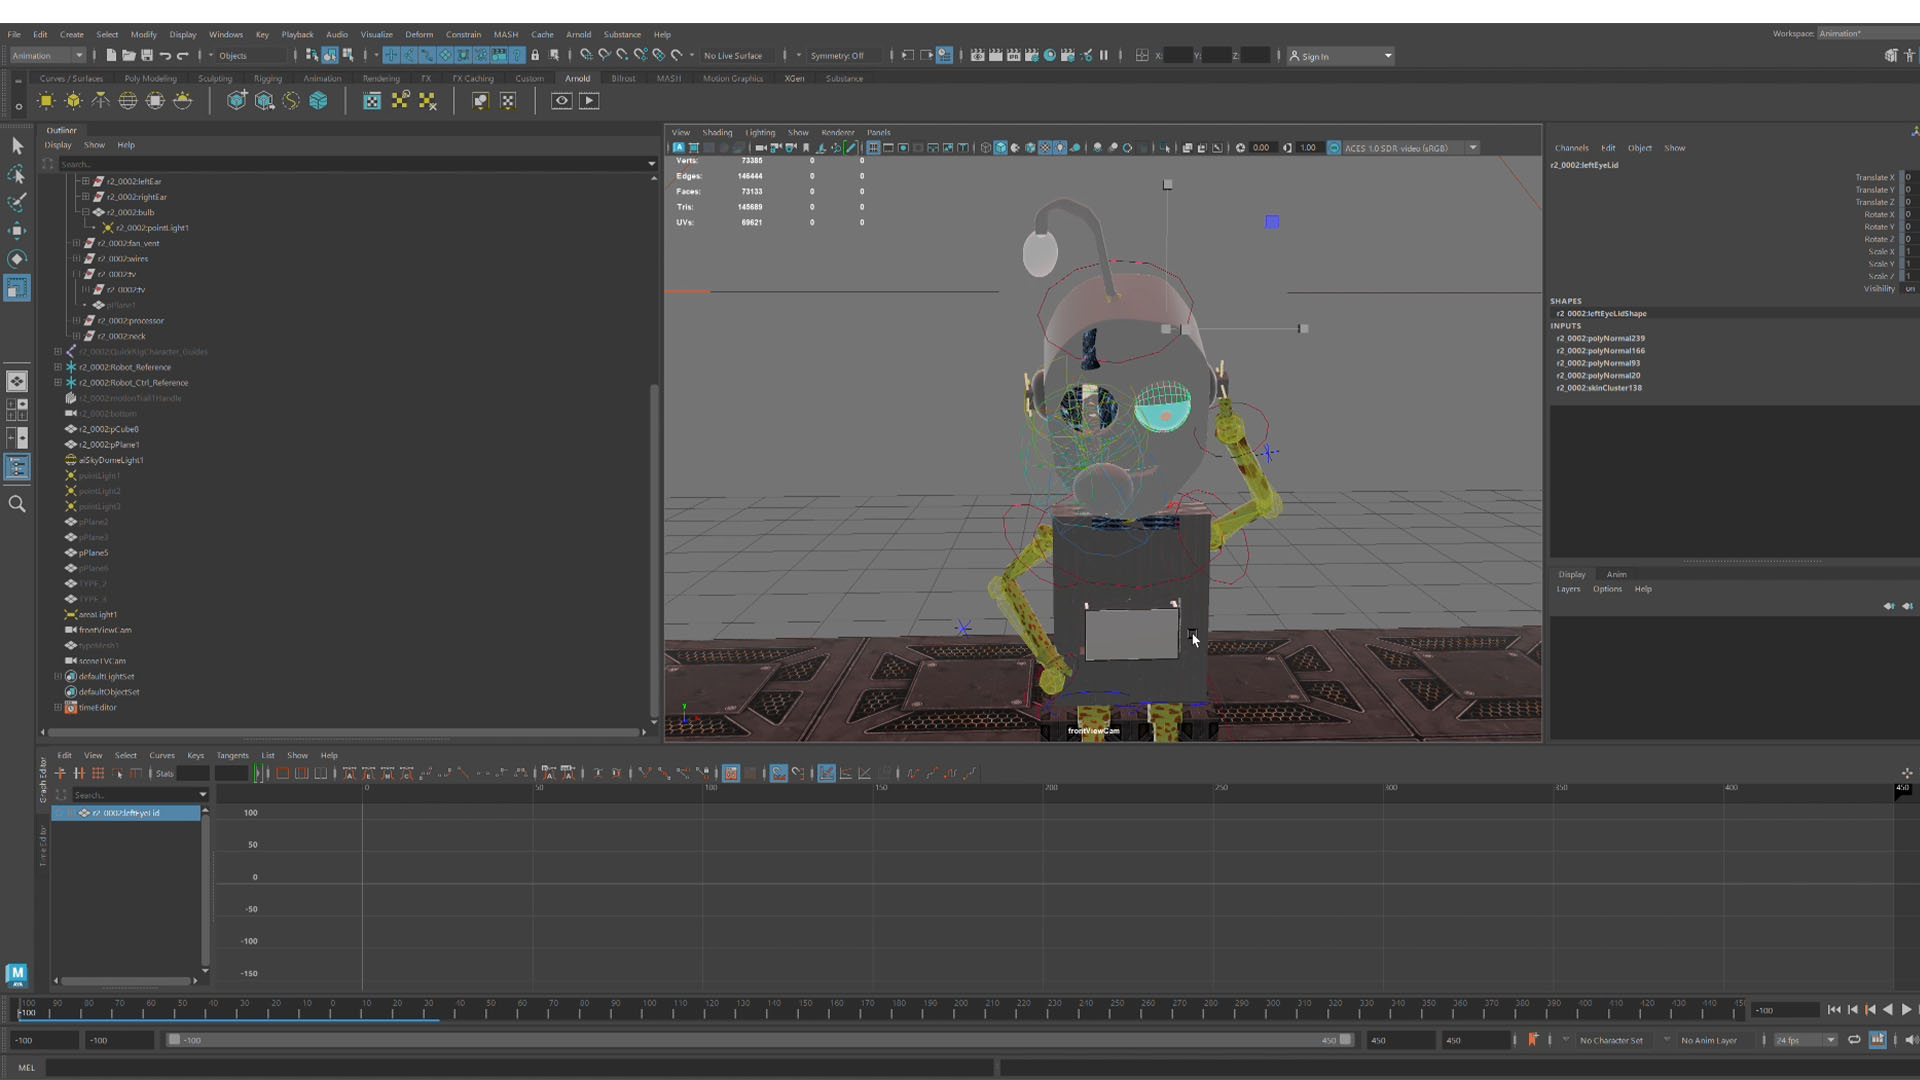 File Edit Create Select Modify Display Windows Key Playback Audio Visualize Deform Constrain MASH Cache Arnold Substance Help
Workspace: Animation*
Animation Objects No Live Surface Symmetry: Off X: Y: Z: Sign In
Curves / Surfaces Poly Modeling Sculpting Rigging Animation Rendering FX FX Caching Custom Arnold Bifrost MASH Motion Graphics XGen Substance
Outliner
Display Show Help
Search...
r2_0002:leftEar
r2_0002:rightEar
r2_0002:bulb
r2_0002:pointLight1
r2_0002:fan_vent
r2_0002:wires
r2_0002:tv
r2_0002:tv
pPlane1
r2_0002:processor
r2_0002:neck
r2_0002:QuickRigCharacter_Guides
r2_0002:Robot_Reference
r2_0002:Robot_Ctrl_Reference
r2_0002:motionTrail1Handle
r2_0002:bottom
r2_0002:pCube8
r2_0002:pPlane1
aiSkyDomeLight1
pointLight1
pointLight2
pointLight3
pPlane2
pPlane3
pPlane5
pPlane6
TYPE_2
TYPE_3
areaLight1
frontViewCam
typeMesh1
sceneTVCam
defaultLightSet
defaultObjectSet
timeEditor
View Shading Lighting Show Renderer Panels
0.00 1.00 ACES 1.0 SDR-video (sRGB)
Verts: 73385 0 0
Edges: 146444 0 0
Faces: 73133 0 0
Tris: 145689 0 0
UVs: 69621 0 0
frontViewCam
Channels Edit Object Show
r2_0002:leftEyeLid
Translate X 0
Translate Y 0
Translate Z 0
Rotate X 0
Rotate Y 0
Rotate Z 0
Scale X 1
Scale Y 1
Scale Z 1
Visibility on
SHAPES
r2_0002:leftEyeLidShape
INPUTS
r2_0002:polyNormal239
r2_0002:polyNormal166
r2_0002:polyNormal93
r2_0002:polyNormal20
r2_0002:skinCluster138
Display Anim
Layers Options Help
Graph Editor
Time Editor
Edit View Select Curves Keys Tangents List Show Help
Stats
Search...
r2_0002:leftEyeLid
0 50 100 150 200 250 300 350 400 450
100
50
0
-50
-100
-150
-100 90 80 70 60 50 40 30 20 10 0 10 20 30 40 50 60 70 80 90 100 110 120 130 140 150 160 170 180 190 200 210 220 230 240 250 260 270 280 290 300 310 320 330 340 350 360 370 380 390 400 410 420 430 440 45
-100
-100
-100 -100 -100 450 450 450 No Character Set No Anim Layer 24 fps
MEL